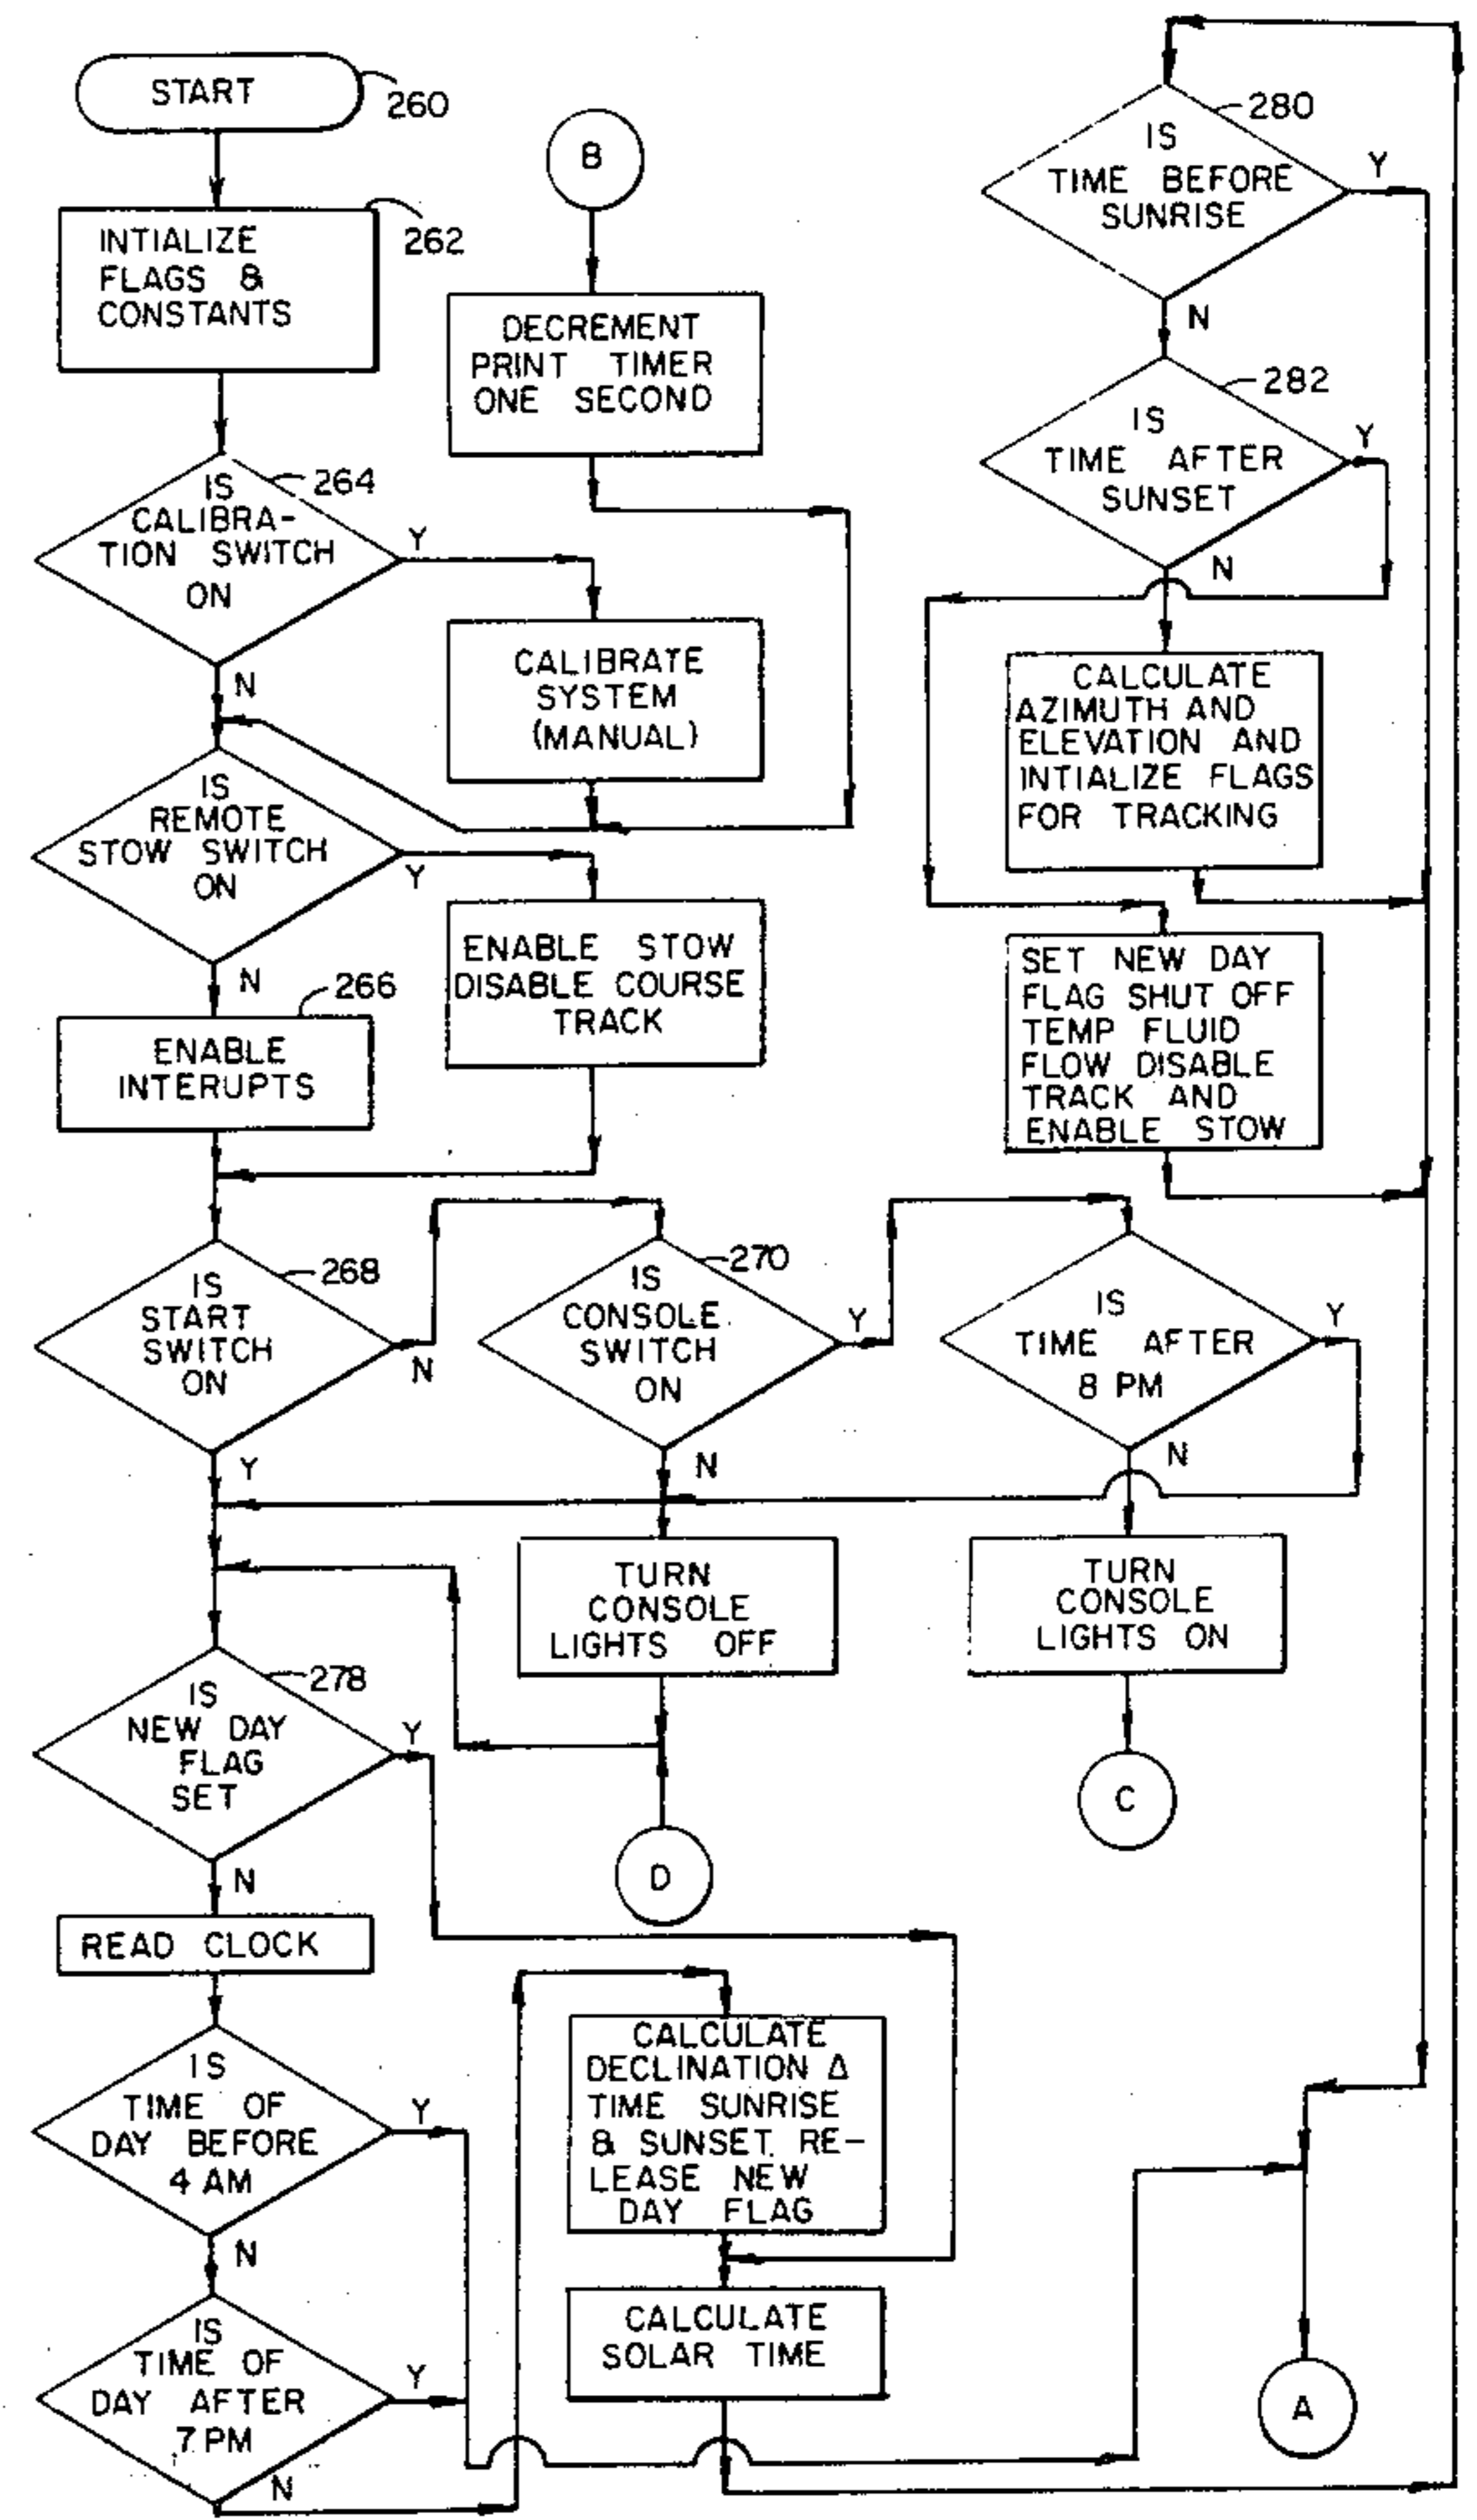 START
260
INTIALIZE
FLAGS &
CONSTANTS
262
IS
CALIBRA-
TION SWITCH
ON
264
Y
N
IS
REMOTE
STOW SWITCH
ON
Y
N
266
ENABLE
INTERUPTS
B
DECREMENT
PRINT TIMER
ONE SECOND
CALIBRATE
SYSTEM
(MANUAL)
ENABLE STOW
DISABLE COURSE
TRACK
280
IS
TIME BEFORE
SUNRISE
Y
N
282
IS
TIME AFTER
SUNSET
Y
N
CALCULATE
AZIMUTH AND
ELEVATION AND
INTIALIZE FLAGS
FOR TRACKING
SET NEW DAY
FLAG SHUT OFF
TEMP FLUID
FLOW DISABLE
TRACK AND
ENABLE STOW
268
IS
START
SWITCH
ON
N
Y
270
IS
CONSOLE
SWITCH
ON
Y
N
IS
TIME AFTER
8 PM
Y
N
TURN
CONSOLE
LIGHTS OFF
TURN
CONSOLE
LIGHTS ON
C
D
278
IS
NEW DAY
FLAG
SET
Y
N
READ CLOCK
IS
TIME OF
DAY BEFORE
4 AM
Y
N
IS
TIME OF
DAY AFTER
7 PM
Y
N
CALCULATE
DECLINATION Δ
TIME SUNRISE
& SUNSET RE-
LEASE NEW
DAY FLAG
CALCULATE
SOLAR TIME
A